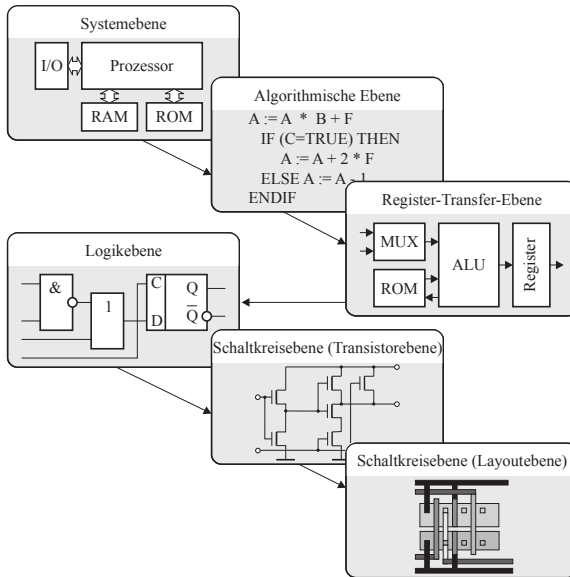 Systemebene
I/O
Prozessor
RAM
ROM
Algorithmische Ebene
A := A * B + F
IF (C=TRUE) THEN
A := A + 2 * F
ELSE A := A - 1
ENDIF
Register-Transfer-Ebene
MUX
ROM
ALU
Register
Logikebene
&
1
C
D
Q
Q̅
Schaltkreisebene (Transistorebene)
Schaltkreisebene (Layoutebene)